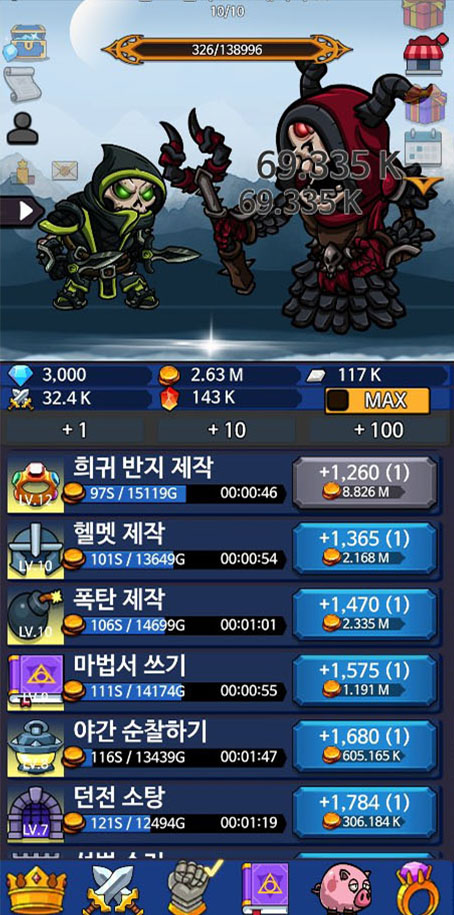 10/10
326/138996
69.335 K
69.335 K
3,000
2.63 M
117 K
32.4 K
143 K
MAX
+ 1
+ 10
+ 100
희귀 반지 제작
LV.12
97S / 15119G
00:00:46
+1,260 (1)
8.826 M
헬멧 제작
LV.10
101S / 13649G
00:00:54
+1,365 (1)
2.168 M
폭탄 제작
LV.10
106S / 14699G
00:01:01
+1,470 (1)
2.335 M
마법서 쓰기
111S / 14174G
00:00:55
+1,575 (1)
1.191 M
야간 순찰하기
116S / 13439G
00:01:47
+1,680 (1)
605.165 K
던전 소탕
LV.7
121S / 12494G
00:01:19
+1,784 (1)
306.184 K